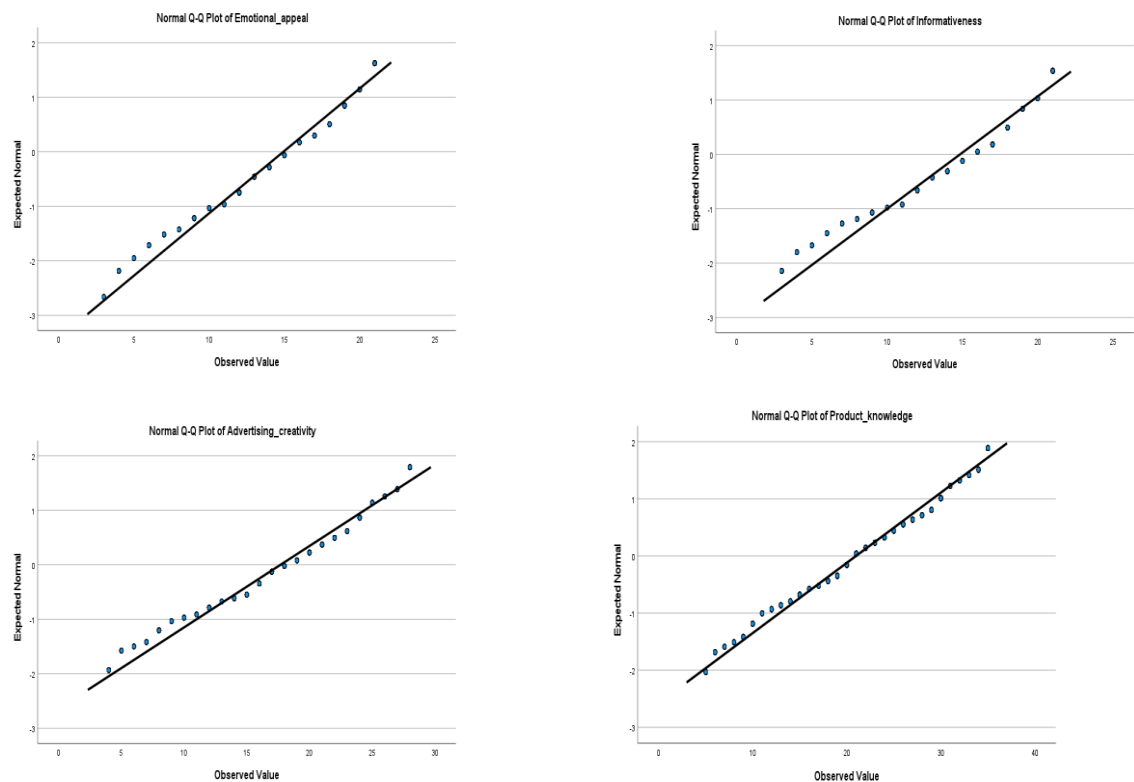 Normal Q-Q Plot of Emotional_appeal
2
1
0
-1
-2
-3
Expected Normal
0 5 10 15 20 25
Observed Value
Normal Q-Q Plot of Informativeness
2
1
0
-1
-2
-3
Expected Normal
0 5 10 15 20 25
Observed Value
Normal Q-Q Plot of Advertising_creativity
2
1
0
-1
-2
-3
Expected Normal
0 5 10 15 20 25 30
Observed Value
Normal Q-Q Plot of Product_knowledge
2
1
0
-1
-2
-3
Expected Normal
0 10 20 30 40
Observed Value